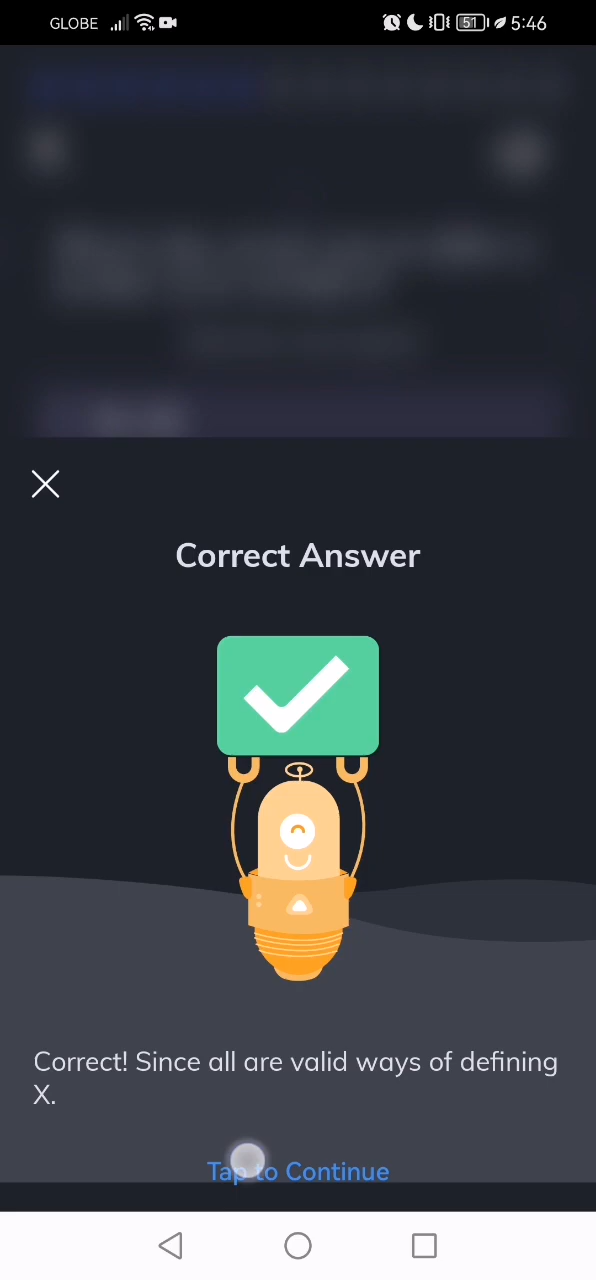 GLOBE 51 5:46
Correct Answer
Correct! Since all are valid ways of defining
X.
Tap to Continue